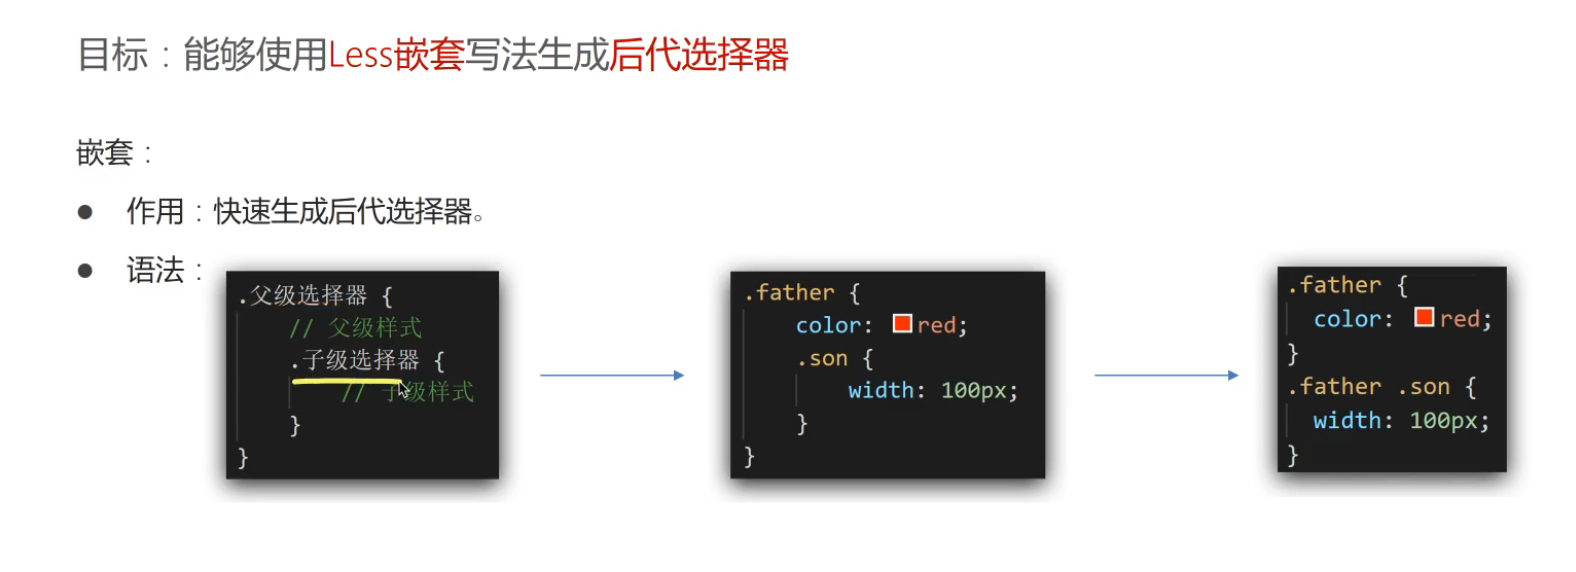 目标：能够使用Less嵌套写法生成后代选择器
嵌套：
● 作用：快速生成后代选择器。
● 语法：
.父级选择器 {
// 父级样式
.子级选择器 {
// 子级样式
}
}
.father {
color: red;
.son {
width: 100px;
}
}
.father {
color: red;
}
.father .son {
width: 100px;
}